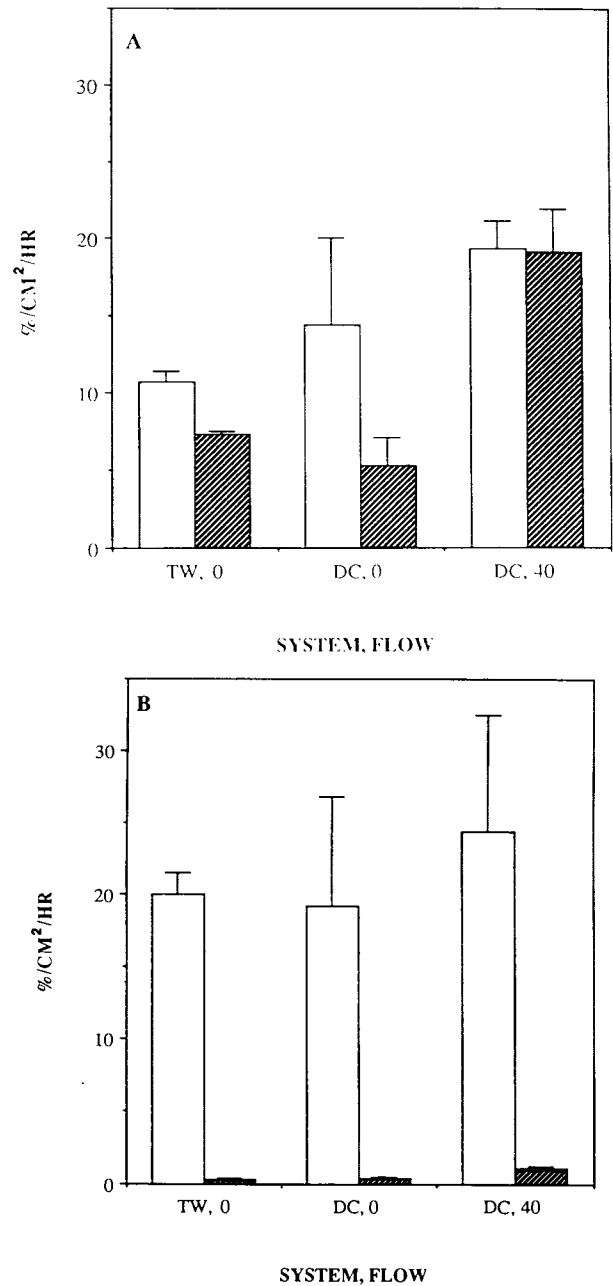 A
30
20
10
0
%/CM²/HR
TW, 0
DC, 0
DC, 40
SYSTEM, FLOW
B
30
20
10
0
%/CM²/HR
TW, 0
DC, 0
DC, 40
SYSTEM, FLOW